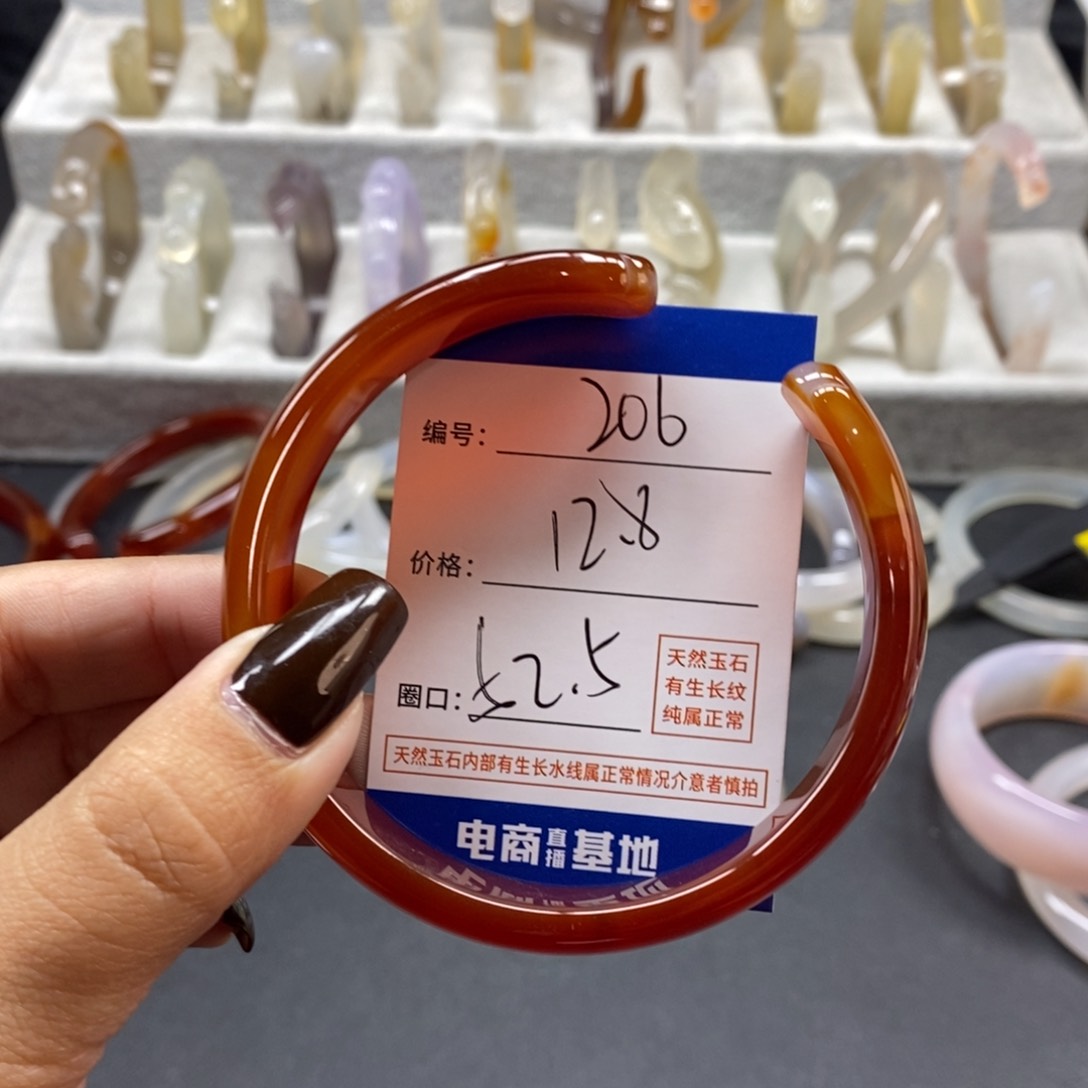 编号: 206
价格: 12.8
圈口: 52.5
天然玉石
有生长纹
纯属正常
天然玉石内部有生长水线属正常情况介意者慎拍
电商直播基地